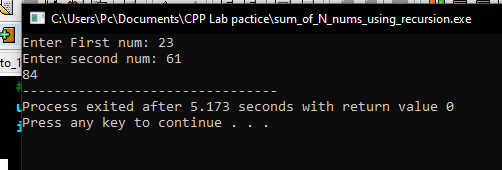 C:\Users\Pc\Documents\CPP Lab pactice\sum_of_N_nums_using_recursion.exe
Enter First num: 23
Enter second num: 61
84
--------------------------------
Process exited after 5.173 seconds with return value 0
Press any key to continue . . .
to_1
#
u
i